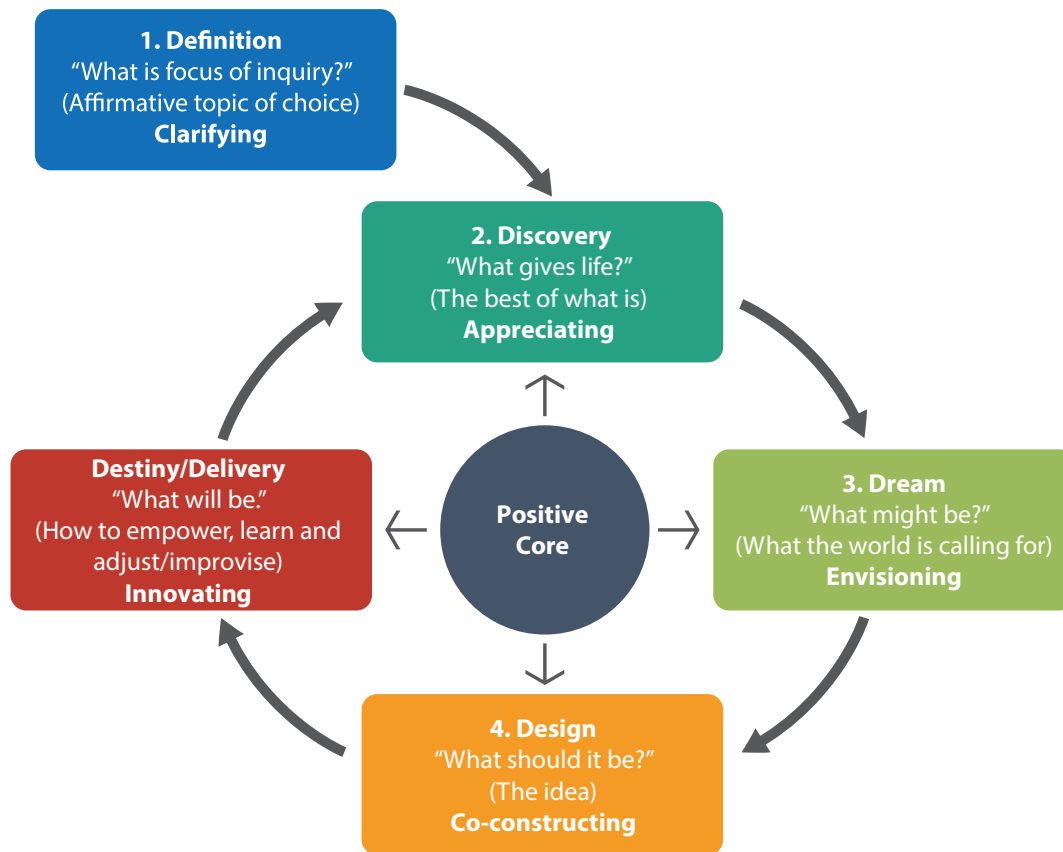 1. Definition
“What is focus of inquiry?”
(Affirmative topic of choice)
Clarifying
2. Discovery
“What gives life?”
(The best of what is)
Appreciating
Destiny/Delivery
“What will be.”
(How to empower, learn and
adjust/improvise)
Innovating
Positive
Core
3. Dream
“What might be?”
(What the world is calling for)
Envisioning
4. Design
“What should it be?”
(The idea)
Co-constructing